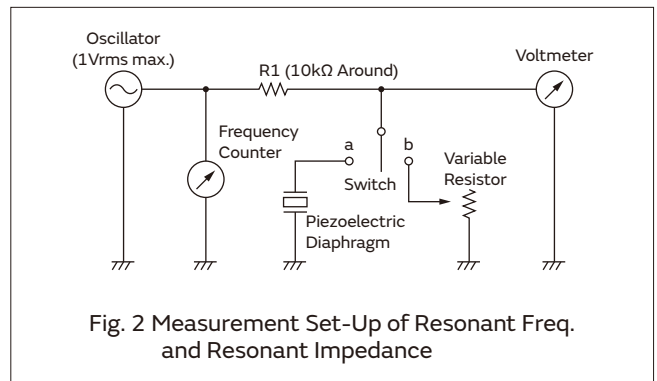 Oscillator
(1Vrms max.)
R1 (10kΩ Around)
Voltmeter
Frequency
Counter
a
b
Switch
Variable
Resistor
Piezoelectric
Diaphragm
Fig. 2 Measurement Set-Up of Resonant Freq.
and Resonant Impedance